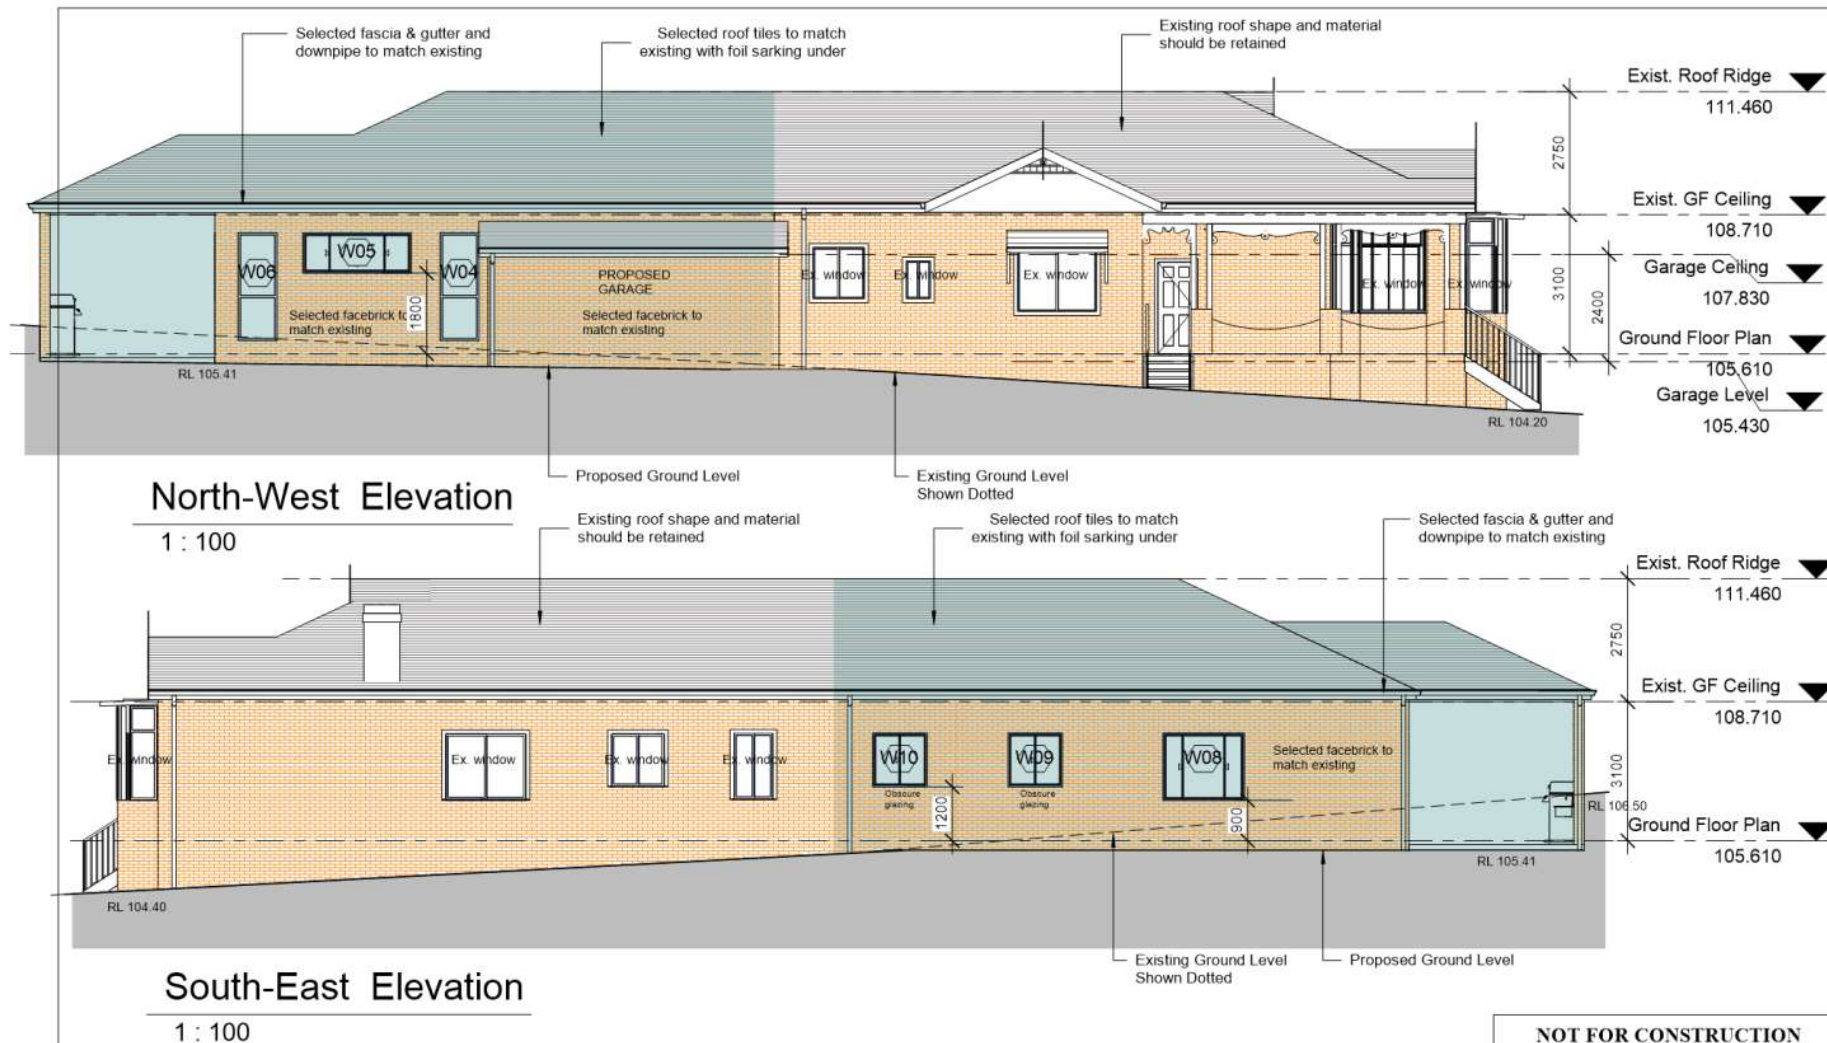 Selected fascia & gutter and
downpipe to match existing
Selected roof tiles to match
existing with foil sarking under
Existing roof shape and material
should be retained
Exist. Roof Ridge
111.460
2750
Exist. GF Ceiling
108.710
Garage Ceiling
107.830
3100
2400
Ground Floor Plan
105.610
Garage Level
105.430
W06
W05
W04
1800
PROPOSED
GARAGE
Selected facebrick to
match existing
Selected facebrick to
match existing
Ex. window
Ex. window
Ex. window
Ex. window
Ex. window
RL 105.41
RL 104.20
Proposed Ground Level
Existing Ground Level
Shown Dotted
North-West Elevation
1 : 100
Existing roof shape and material
should be retained
Selected roof tiles to match
existing with foil sarking under
Selected fascia & gutter and
downpipe to match existing
Exist. Roof Ridge
111.460
2750
Exist. GF Ceiling
108.710
3100
RL 106.50
Ground Floor Plan
105.610
Ex. window
Ex. window
Ex. window
Ex. window
W10
Obscure
glazing
1200
W09
Obscure
glazing
W08
900
Selected facebrick to
match existing
RL 105.41
RL 104.40
Existing Ground Level
Shown Dotted
Proposed Ground Level
South-East Elevation
1 : 100
NOT FOR CONSTRUCTION